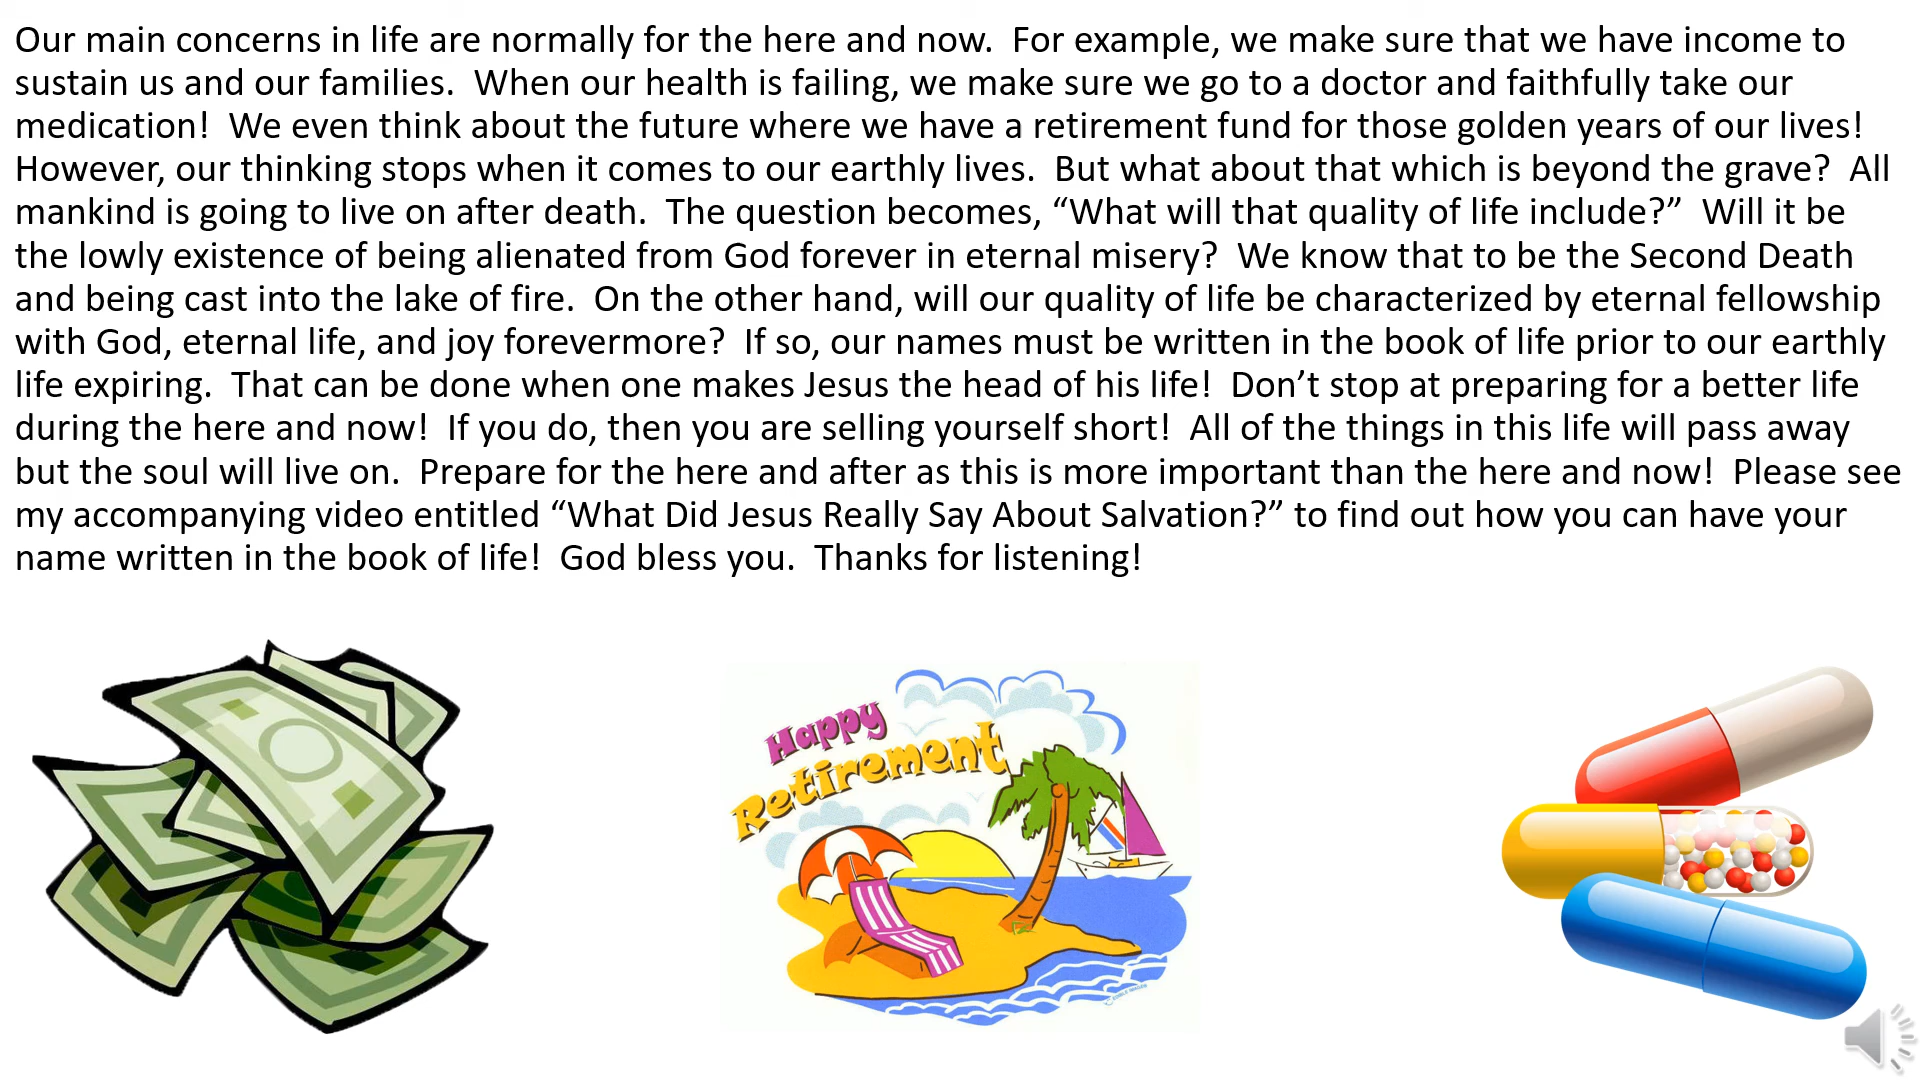 Our main concerns in life are normally for the here and now.  For example, we make sure that we have income to
sustain us and our families.  When our health is failing, we make sure we go to a doctor and faithfully take our
medication!  We even think about the future where we have a retirement fund for those golden years of our lives!
However, our thinking stops when it comes to our earthly lives.  But what about that which is beyond the grave?  All
mankind is going to live on after death.  The question becomes, “What will that quality of life include?”  Will it be
the lowly existence of being alienated from God forever in eternal misery?  We know that to be the Second Death
and being cast into the lake of fire.  On the other hand, will our quality of life be characterized by eternal fellowship
with God, eternal life, and joy forevermore?  If so, our names must be written in the book of life prior to our earthly
life expiring.  That can be done when one makes Jesus the head of his life!  Don’t stop at preparing for a better life
during the here and now!  If you do, then you are selling yourself short!  All of the things in this life will pass away
but the soul will live on.  Prepare for the here and after as this is more important than the here and now!  Please see
my accompanying video entitled “What Did Jesus Really Say About Salvation?” to find out how you can have your
name written in the book of life!  God bless you.  Thanks for listening!
Happy
Retirement